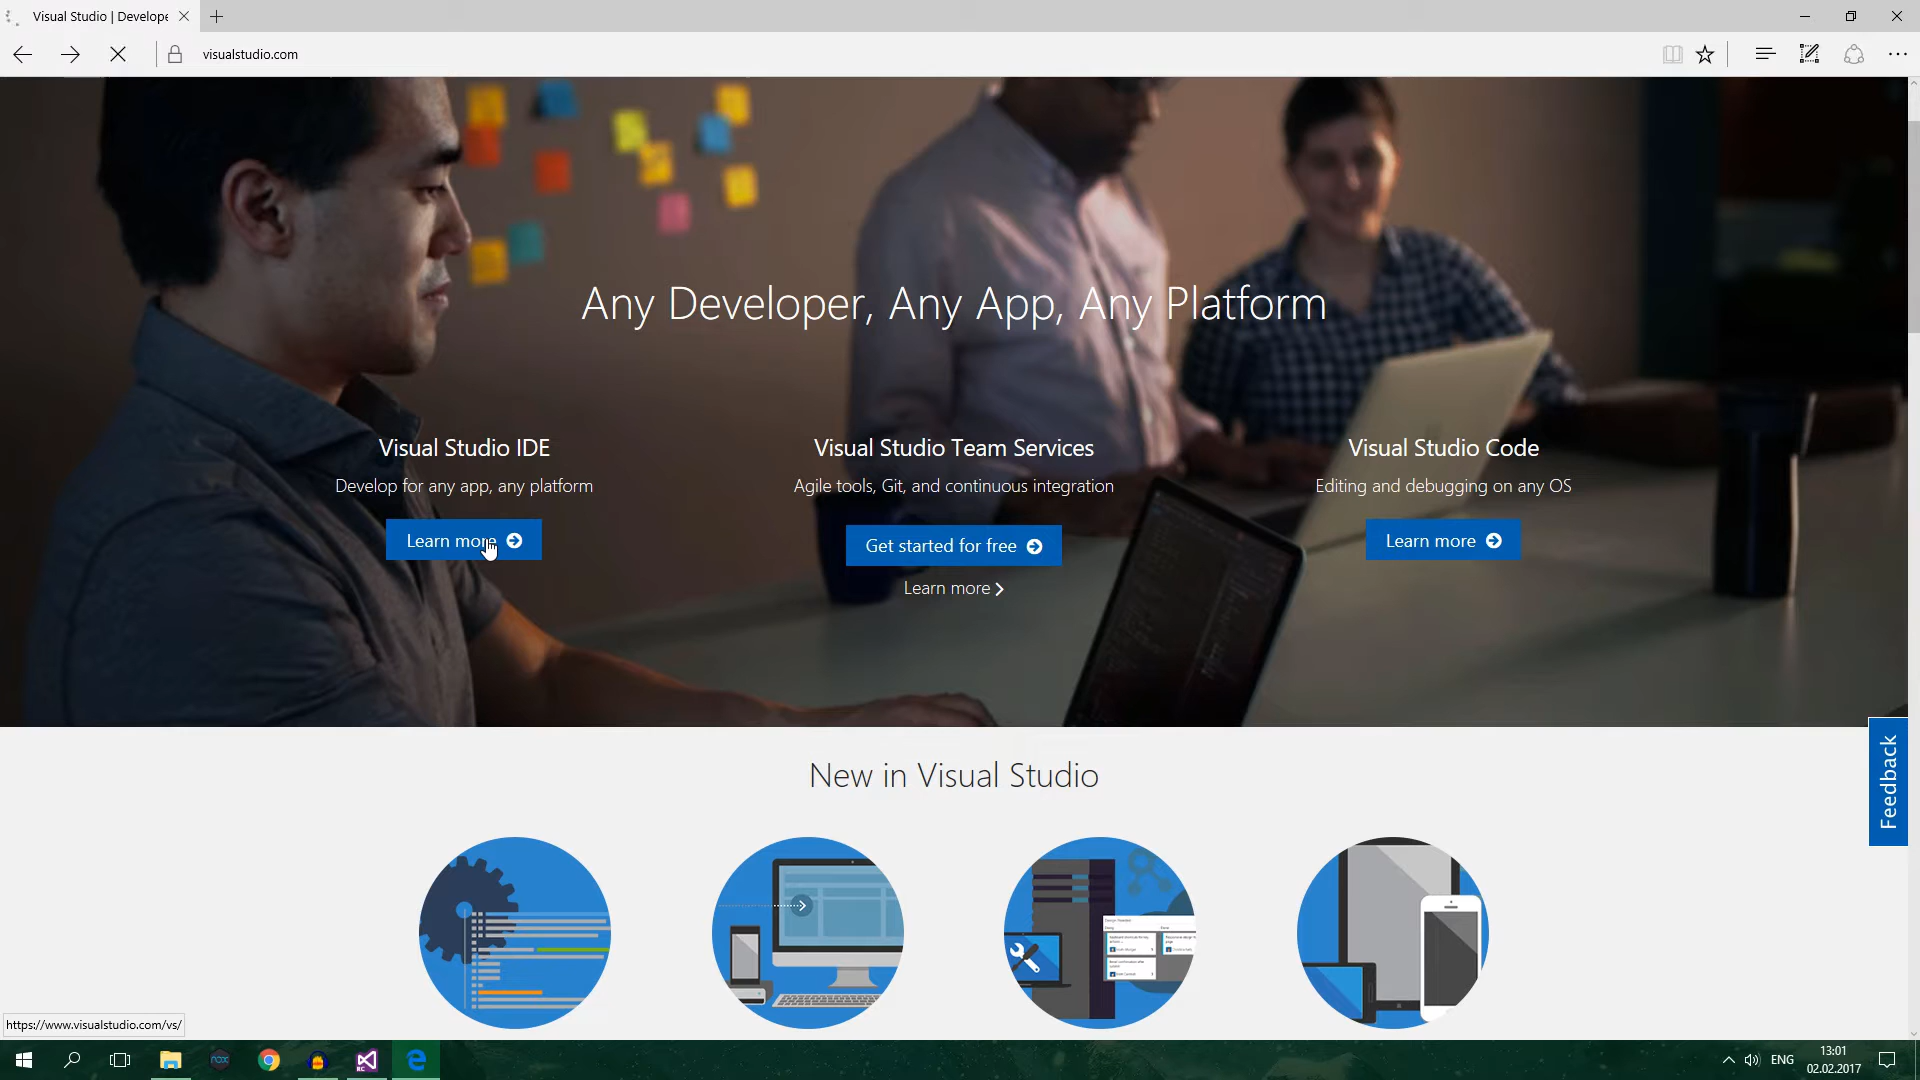 Visual Studio | Develope
visualstudio.com
Any Developer, Any App, Any Platform
Visual Studio IDE
Develop for any app, any platform
Learn more
Visual Studio Team Services
Agile tools, Git, and continuous integration
Get started for free
Learn more
Visual Studio Code
Editing and debugging on any OS
Learn more
Feedback
New in Visual Studio
https://www.visualstudio.com/vs/
nox
RC
ENG
13:01
02.02.2017